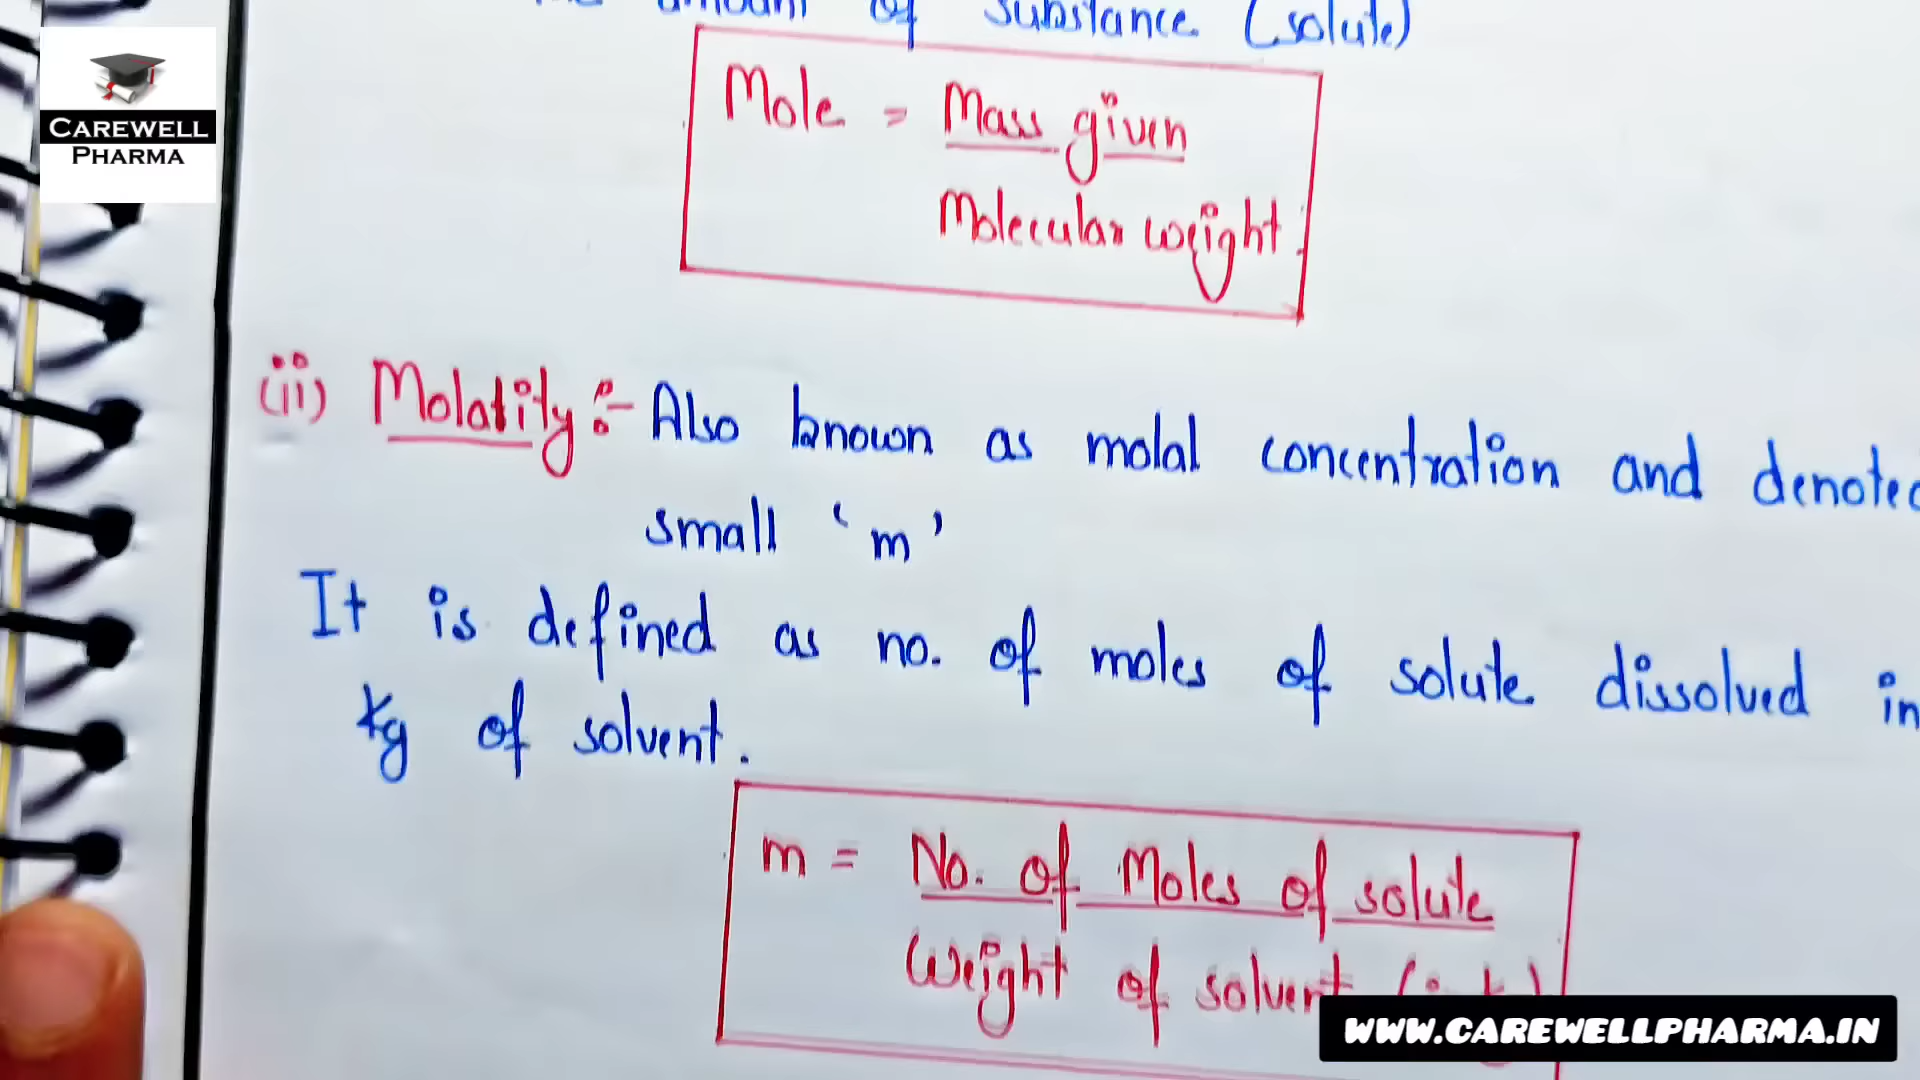 amount of substance (solute)
CAREWELL
PHARMA
Mole = Mass given
Molecular weight
(ii) Molality :- Also known as molal concentration and denoted
small 'm'
It is defined as no. of moles of solute dissolved in
kg of solvent.
m = No. of Moles of solute
Weight of solvent
WWW.CAREWELLPHARMA.IN